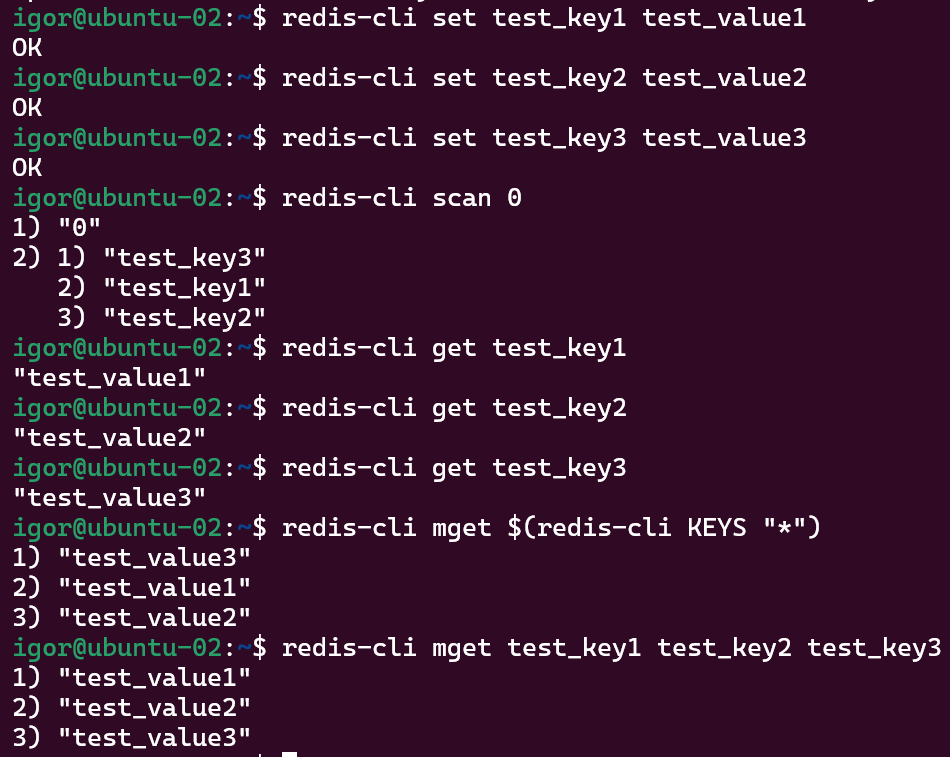 igor@ubuntu-02:~$ redis-cli set test_key1 test_value1
OK
igor@ubuntu-02:~$ redis-cli set test_key2 test_value2
OK
igor@ubuntu-02:~$ redis-cli set test_key3 test_value3
OK
igor@ubuntu-02:~$ redis-cli scan 0
1) "0"
2) 1) "test_key3"
   2) "test_key1"
   3) "test_key2"
igor@ubuntu-02:~$ redis-cli get test_key1
"test_value1"
igor@ubuntu-02:~$ redis-cli get test_key2
"test_value2"
igor@ubuntu-02:~$ redis-cli get test_key3
"test_value3"
igor@ubuntu-02:~$ redis-cli mget $(redis-cli KEYS "*")
1) "test_value3"
2) "test_value1"
3) "test_value2"
igor@ubuntu-02:~$ redis-cli mget test_key1 test_key2 test_key3
1) "test_value1"
2) "test_value2"
3) "test_value3"